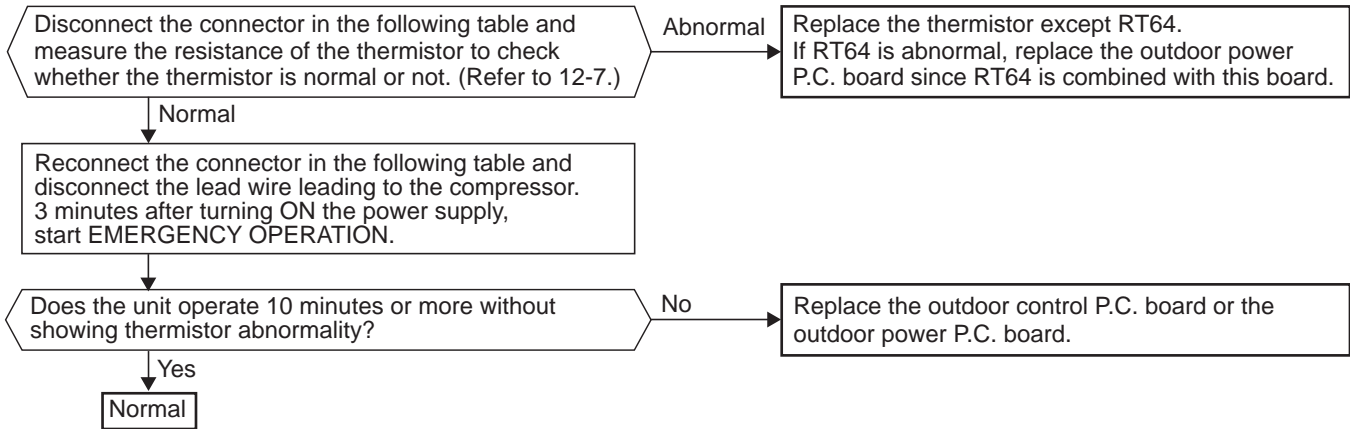 Disconnect the connector in the following table and
measure the resistance of the thermistor to check
whether the thermistor is normal or not. (Refer to 12-7.)
Abnormal
Replace the thermistor except RT64.
If RT64 is abnormal, replace the outdoor power
P.C. board since RT64 is combined with this board.
Normal
Reconnect the connector in the following table and
disconnect the lead wire leading to the compressor.
3 minutes after turning ON the power supply,
start EMERGENCY OPERATION.
Does the unit operate 10 minutes or more without
showing thermistor abnormality?
No
Replace the outdoor control P.C. board or the
outdoor power P.C. board.
Yes
Normal